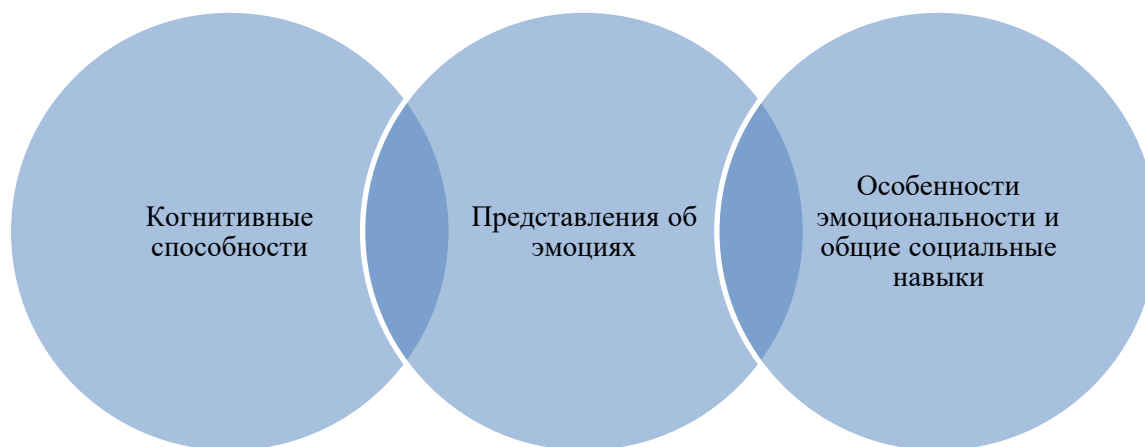 Когнитивные
способности
Представления об
эмоциях
Особенности
эмоциональности и
общие социальные
навыки